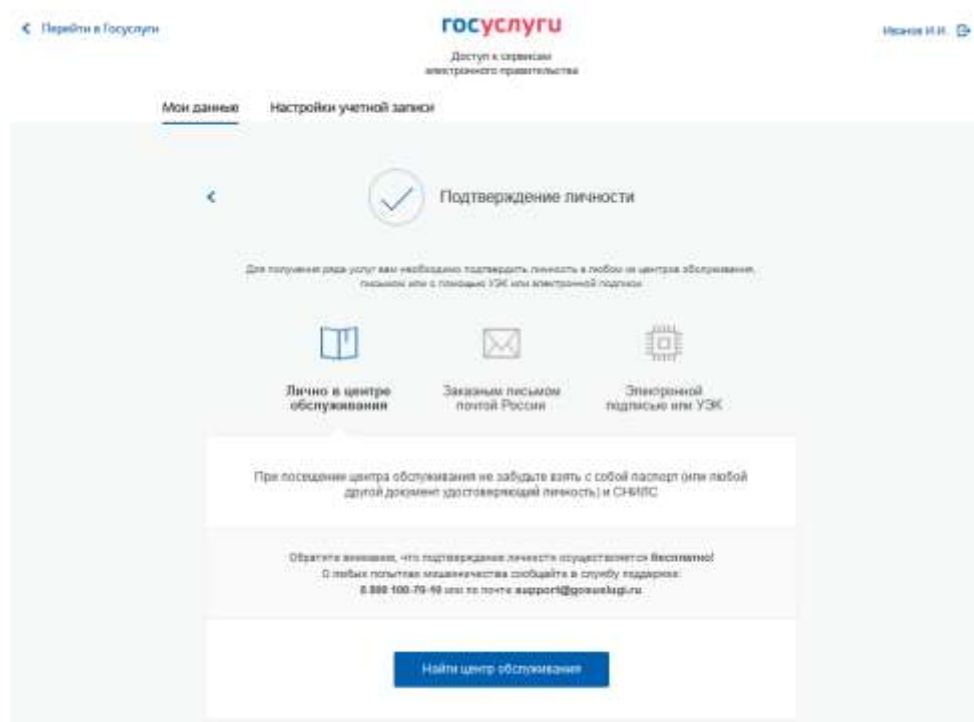 Перейти в Госуслуги
госуслуги
Иванов И.И.
Доступ к сервисам
электронного правительства
Мои данные
Настройки учетной записи
Подтверждение личности
Для получения ряда услуг вам необходимо подтвердить личность в любом из центров обслуживания,
письмом или с помощью УЭК или электронной подписи
Лично в центре
обслуживания
Заказным письмом
почтой России
Электронной
подписью или УЭК
При посещении центра обслуживания не забудьте взять с собой паспорт (или любой
другой документ удостоверяющий личность) и СНИЛС
Обратите внимание, что подтверждение личности осуществляется бесплатно!
О любых попытках мошенничества сообщайте в службу поддержки:
8 800 100-70-10 или по почте support@gosuslugi.ru
Найти центр обслуживания